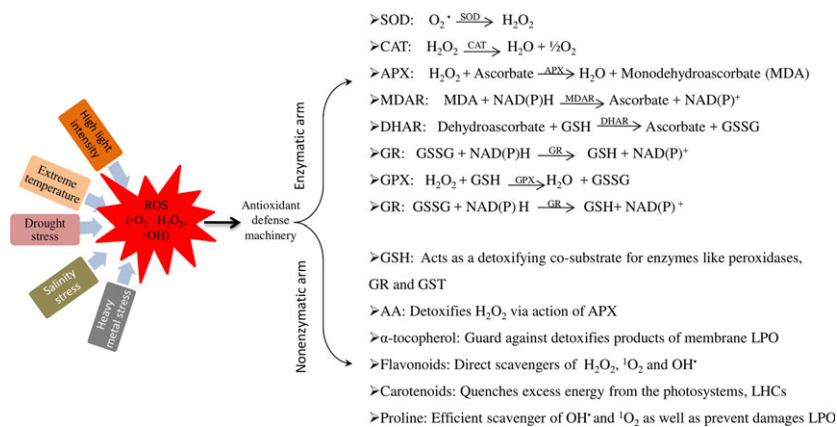 High light
intensity
Extreme
temperature
Drought
stress
Salinity
stress
Heavy
metal stress
ROS
(•O₂⁻ H₂O₂,
•OH)
Antioxidant
defense
machinery
Enzymatic arm
Nonenzymatic arm
➢SOD: O₂• —SOD→ H₂O₂
➢CAT: H₂O₂ —CAT→ H₂O + ½O₂
➢APX: H₂O₂ + Ascorbate —APX→ H₂O + Monodehydroascorbate (MDA)
➢MDAR: MDA + NAD(P)H —MDAR→ Ascorbate + NAD(P)⁺
➢DHAR: Dehydroascorbate + GSH —DHAR→ Ascorbate + GSSG
➢GR: GSSG + NAD(P)H —GR→ GSH + NAD(P)⁺
➢GPX: H₂O₂ + GSH —GPX→ H₂O + GSSG
➢GR: GSSG + NAD(P) H —GR→ GSH+ NAD(P) ⁺
➢GSH: Acts as a detoxifying co-substrate for enzymes like peroxidases,
GR and GST
➢AA: Detoxifies H₂O₂ via action of APX
➢α-tocopherol: Guard against detoxifies products of membrane LPO
➢Flavonoids: Direct scavengers of H₂O₂, ¹O₂ and OH•
➢Carotenoids: Quenches excess energy from the photosystems, LHCs
➢Proline: Efficient scavenger of OH• and ¹O₂ as well as prevent damages LPO